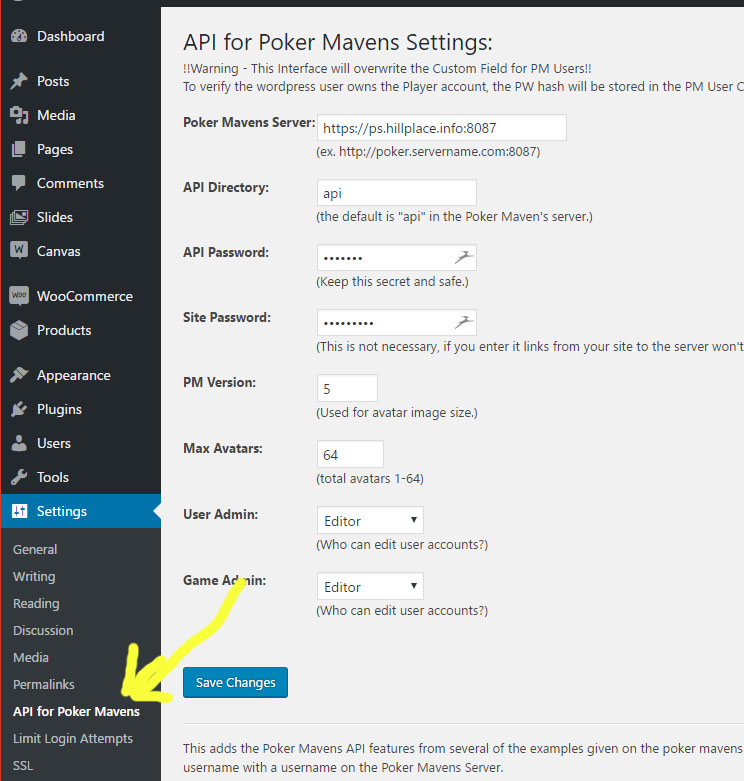 Dashboard
Posts
Media
Pages
Comments
Slides
Canvas
WooCommerce
Products
Appearance
Plugins
Users
Tools
Settings
General
Writing
Reading
Discussion
Media
Permalinks
API for Poker Mavens
Limit Login Attempts
SSL
API for Poker Mavens Settings:
!!Warning - This Interface will overwrite the Custom Field for PM Users!!
To verify the wordpress user owns the Player account, the PW hash will be stored in the PM User C
Poker Mavens Server: https://ps.hillplace.info:8087
(ex. http://poker.servername.com:8087)
API Directory: api
(the default is "api" in the Poker Maven's server.)
API Password: •••••••
(Keep this secret and safe.)
Site Password: •••••••••
(This is not necessary, if you enter it links from your site to the server won't
PM Version: 5
(Used for avatar image size.)
Max Avatars: 64
(total avatars 1-64)
User Admin: Editor
(Who can edit user accounts?)
Game Admin: Editor
(Who can edit user accounts?)
Save Changes
This adds the Poker Mavens API features from several of the examples given on the poker mavens
username with a username on the Poker Mavens Server.